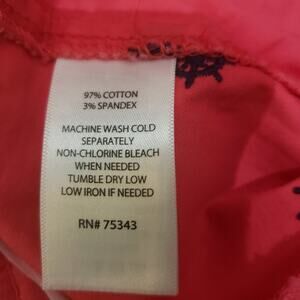 97% COTTON
3% SPANDEX
MACHINE WASH COLD
SEPARATELY
NON-CHLORINE BLEACH
WHEN NEEDED
TUMBLE DRY LOW
LOW IRON IF NEEDED
RN# 75343